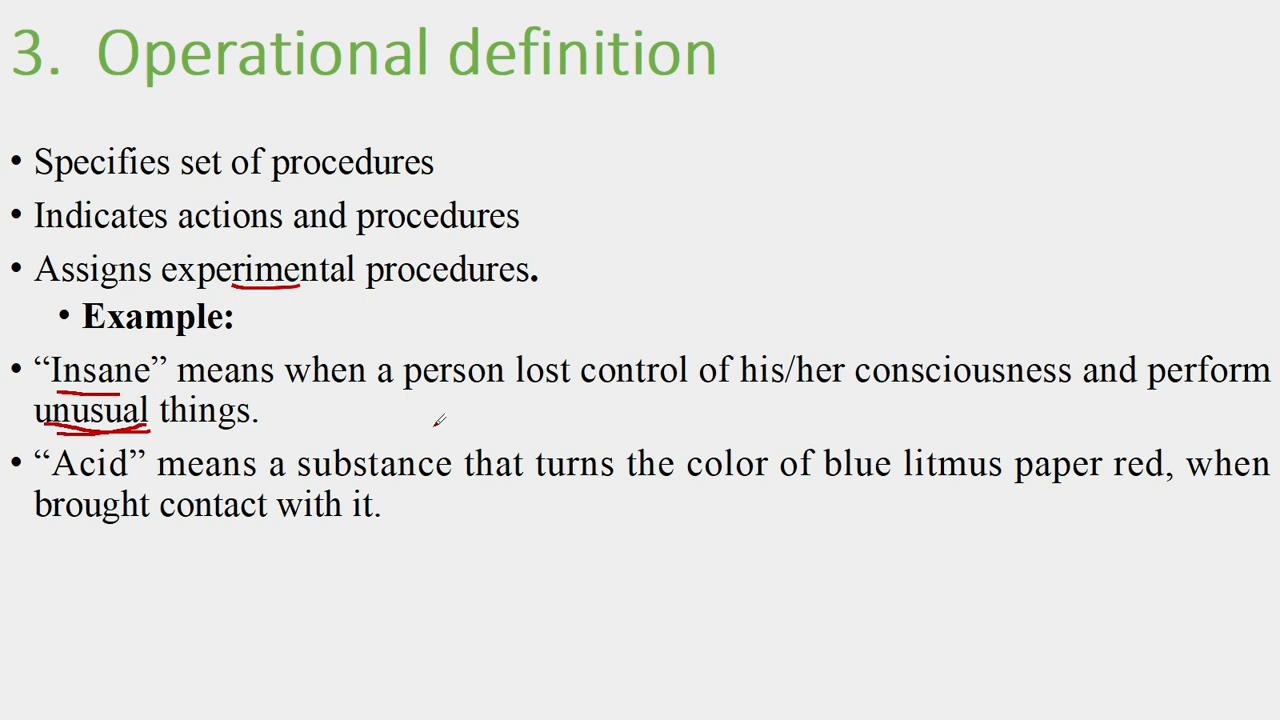 3. Operational definition
• Specifies set of procedures
• Indicates actions and procedures
• Assigns experimental procedures.
• Example:
• “Insane” means when a person lost control of his/her consciousness and perform
unusual things.
• “Acid” means a substance that turns the color of blue litmus paper red, when
brought contact with it.